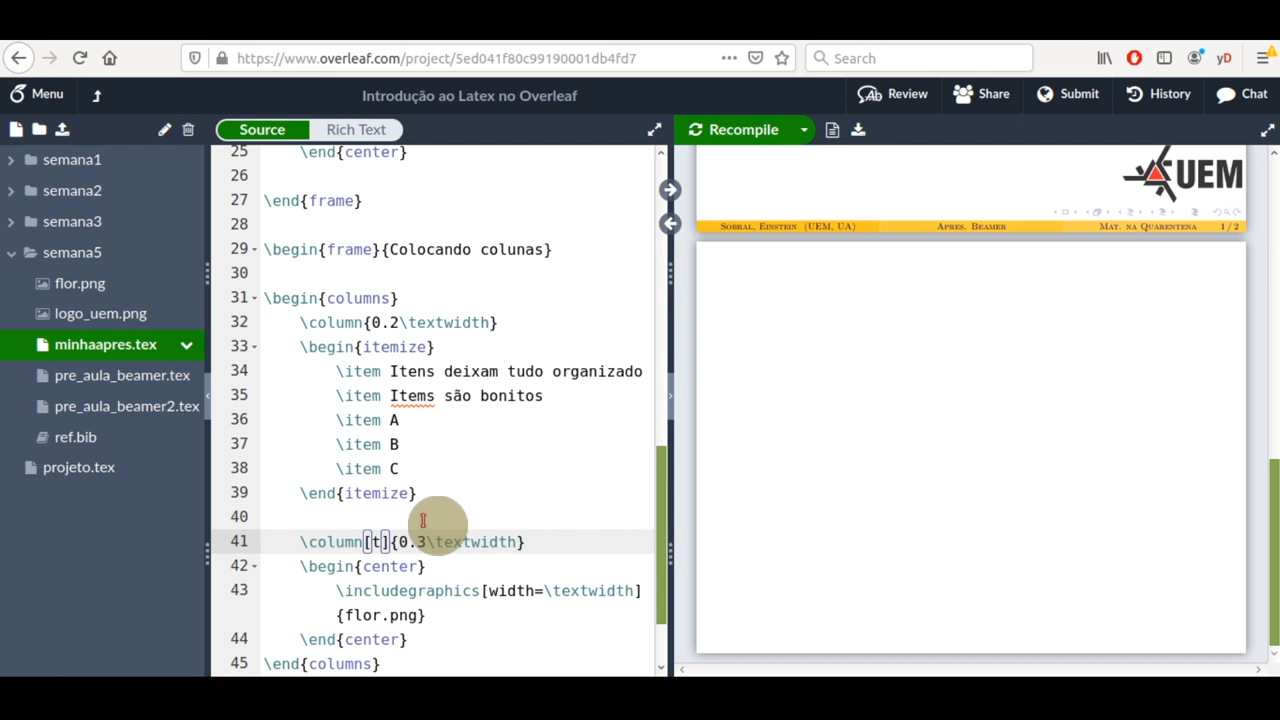 https://www.overleaf.com/project/5ed041f80c99190001db4fd7
Search
yD
Menu
Introdução ao Latex no Overleaf
Review
Share
Submit
History
Chat
Source
Rich Text
Recompile
semana1
semana2
semana3
semana5
flor.png
logo_uem.png
minhaapres.tex
pre_aula_beamer.tex
pre_aula_beamer2.tex
ref.bib
projeto.tex
25 \end{center}
26
27 \end{frame}
28
29 \begin{frame}{Colocando colunas}
30
31 \begin{columns}
32 \column{0.2\textwidth}
33 \begin{itemize}
34 \item Itens deixam tudo organizado
35 \item Items são bonitos
36 \item A
37 \item B
38 \item C
39 \end{itemize}
40
41 \column[t]{0.3\textwidth}
42 \begin{center}
43 \includegraphics[width=\textwidth]
{flor.png}
44 \end{center}
45 \end{columns}
UEM
Sobral, Einstein (UEM, UA) Apres. Beamer Mat. na Quarentena 1 / 2